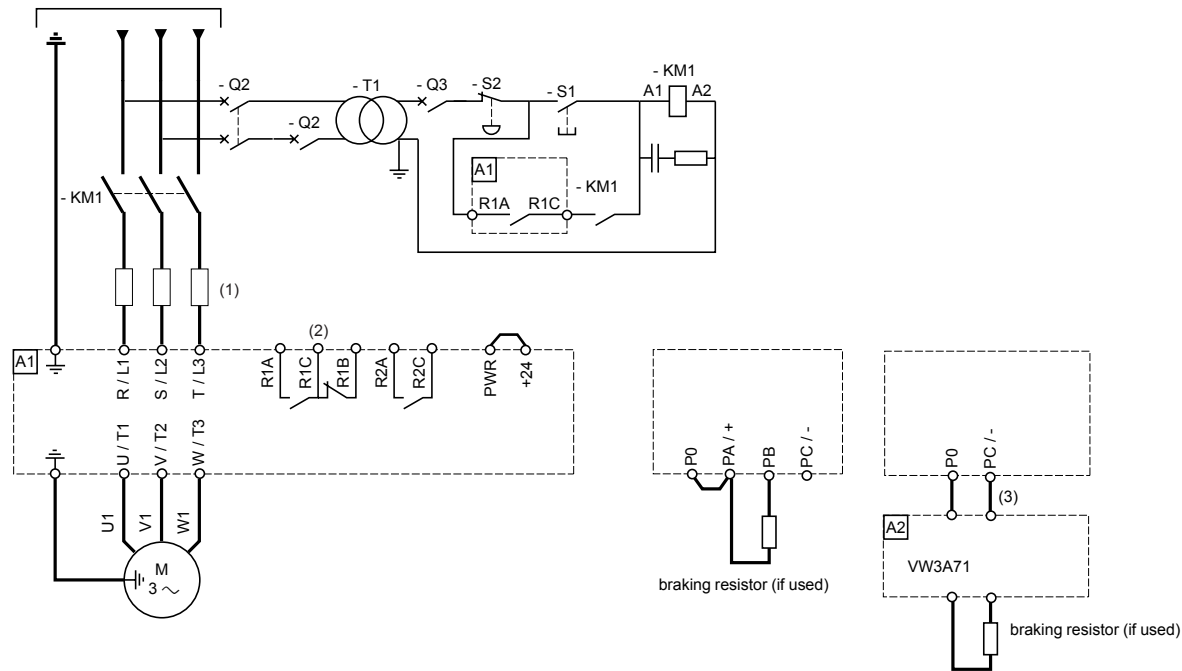 - Q2
- T1
- Q3
- S2
- S1
- KM1
A1
A2
- Q2
A1
- KM1
R1A
R1C
- KM1
(1)
(2)
A1
R / L1
S / L2
T / L3
R1A
R1C
R1B
R2A
R2C
PWR
+24
U / T1
V / T2
W / T3
P0
PA / +
PB
PC / -
P0
PC / -
(3)
U1
V1
W1
M
3 ~
A2
VW3A71
braking resistor (if used)
braking resistor (if used)